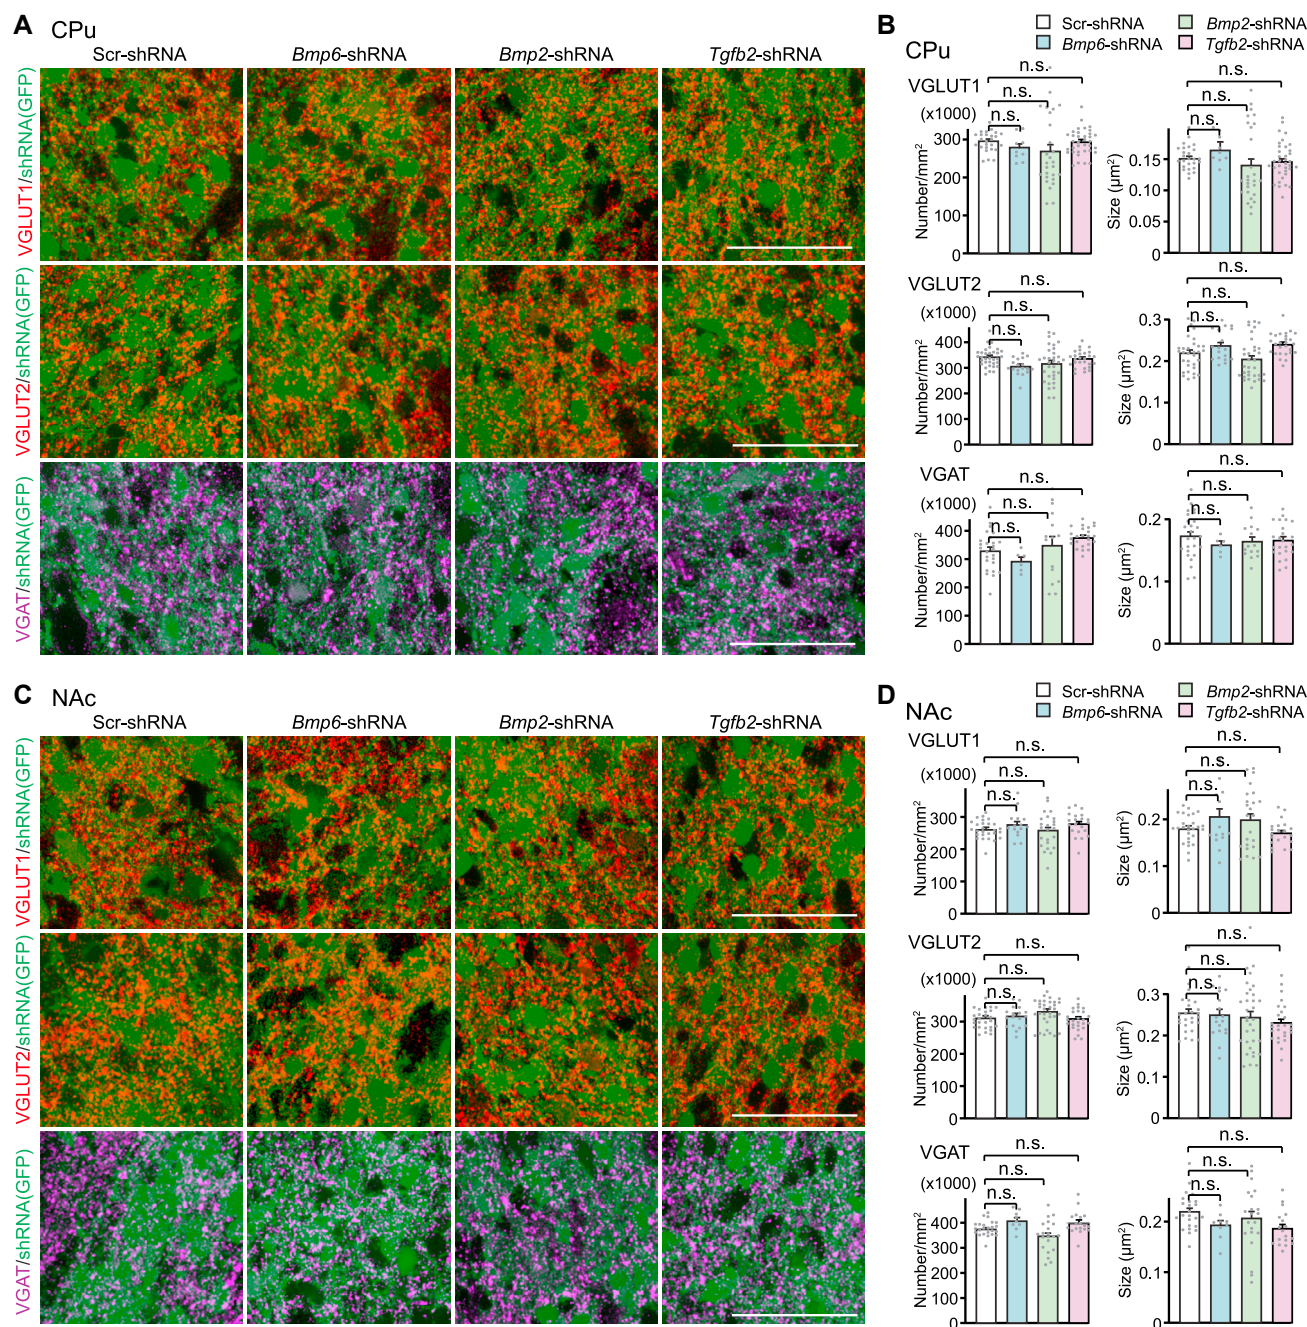 A CPu
Scr-shRNA Bmp6-shRNA Bmp2-shRNA Tgfb2-shRNA
VGLUT1/shRNA(GFP)
VGLUT2/shRNA(GFP)
VGAT/shRNA(GFP)
B
Scr-shRNA Bmp2-shRNA
Bmp6-shRNA Tgfb2-shRNA
CPu
VGLUT1
(x1000)
n.s.
n.s.
n.s.
Number/mm²
300
200
100
0
n.s.
n.s.
n.s.
Size (µm²)
0.15
0.10
0.05
0
VGLUT2
(x1000)
n.s.
n.s.
n.s.
Number/mm²
400
300
200
100
0
n.s.
n.s.
n.s.
Size (µm²)
0.3
0.2
0.1
0
VGAT
(x1000)
n.s.
n.s.
n.s.
Number/mm²
400
300
200
100
0
n.s.
n.s.
n.s.
Size (µm²)
0.2
0.1
0
C NAc
Scr-shRNA Bmp6-shRNA Bmp2-shRNA Tgfb2-shRNA
VGLUT1/shRNA(GFP)
VGLUT2/shRNA(GFP)
VGAT/shRNA(GFP)
D
Scr-shRNA Bmp2-shRNA
Bmp6-shRNA Tgfb2-shRNA
NAc
VGLUT1
(x1000)
n.s.
n.s.
n.s.
Number/mm²
300
200
100
0
n.s.
n.s.
n.s.
Size (µm²)
0.2
0.1
0
VGLUT2
(x1000)
n.s.
n.s.
n.s.
Number/mm²
300
200
100
0
n.s.
n.s.
n.s.
Size (µm²)
0.3
0.2
0.1
0
VGAT
(x1000)
n.s.
n.s.
n.s.
Number/mm²
400
300
200
100
0
n.s.
n.s.
n.s.
Size (µm²)
0.2
0.1
0